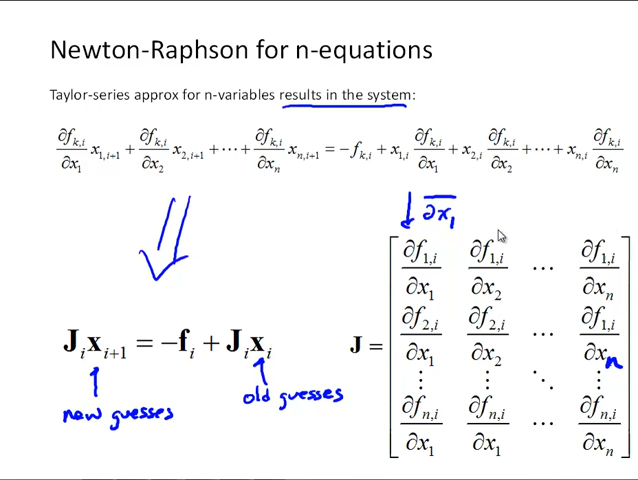 Newton-Raphson for n-equations
Taylor-series approx for n-variables results in the system:
∂f_{k,i}/∂x_1 x_{1,i+1} + ∂f_{k,i}/∂x_2 x_{2,i+1} + ⋯ + ∂f_{k,i}/∂x_n x_{n,i+1} = −f_{k,i} + x_{1,i} ∂f_{k,i}/∂x_1 + x_{2,i} ∂f_{k,i}/∂x_2 + ⋯ + x_{n,i} ∂f_{k,i}/∂x_n
∂x_1
J_i x_{i+1} = −f_i + J_i x_i
new guesses
old guesses
J =
∂f_{1,i}/∂x_1 ∂f_{1,i}/∂x_2 ⋯ ∂f_{1,i}/∂x_n
∂f_{2,i}/∂x_1 ∂f_{2,i}/∂x_2 ⋯ ∂f_{1,i}/∂x_n
⋮ ⋮ ⋱ ⋮
∂f_{n,i}/∂x_1 ∂f_{n,i}/∂x_1 ⋯ ∂f_{n,i}/∂x_n